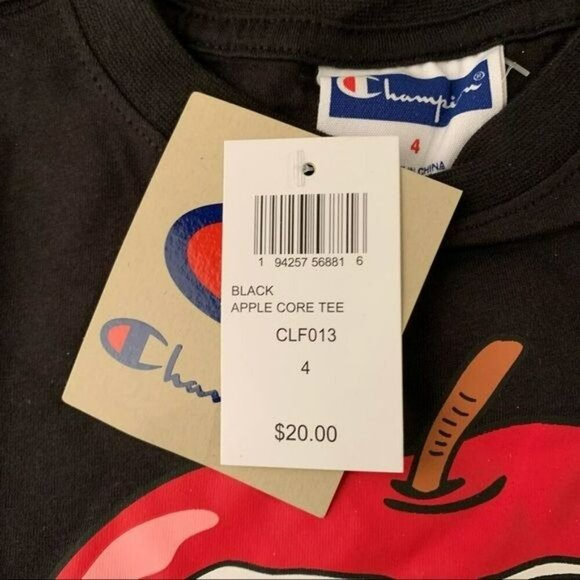 Champion
4
CHINA
1 94257 56881 6
BLACK
APPLE CORE TEE
CLF013
4
$20.00